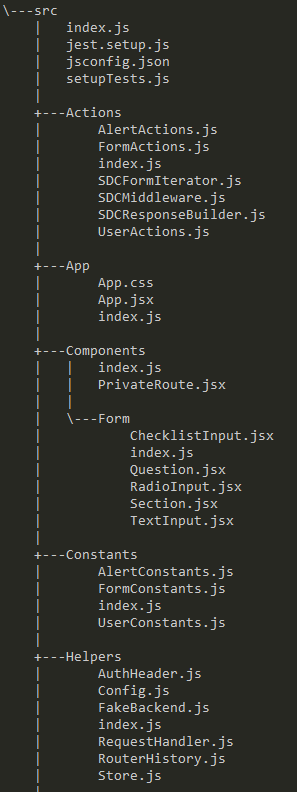 \---src
    |   index.js
    |   jest.setup.js
    |   jsconfig.json
    |   setupTests.js
    |
    +---Actions
    |       AlertActions.js
    |       FormActions.js
    |       index.js
    |       SDCFormIterator.js
    |       SDCMiddleware.js
    |       SDCResponseBuilder.js
    |       UserActions.js
    |
    +---App
    |       App.css
    |       App.jsx
    |       index.js
    |
    +---Components
    |   |   index.js
    |   |   PrivateRoute.jsx
    |   |
    |   \---Form
    |           ChecklistInput.jsx
    |           index.js
    |           Question.jsx
    |           RadioInput.jsx
    |           Section.jsx
    |           TextInput.jsx
    |
    +---Constants
    |       AlertConstants.js
    |       FormConstants.js
    |       index.js
    |       UserConstants.js
    |
    +---Helpers
    |       AuthHeader.js
    |       Config.js
    |       FakeBackend.js
    |       index.js
    |       RequestHandler.js
    |       RouterHistory.js
    |       Store.js
    |